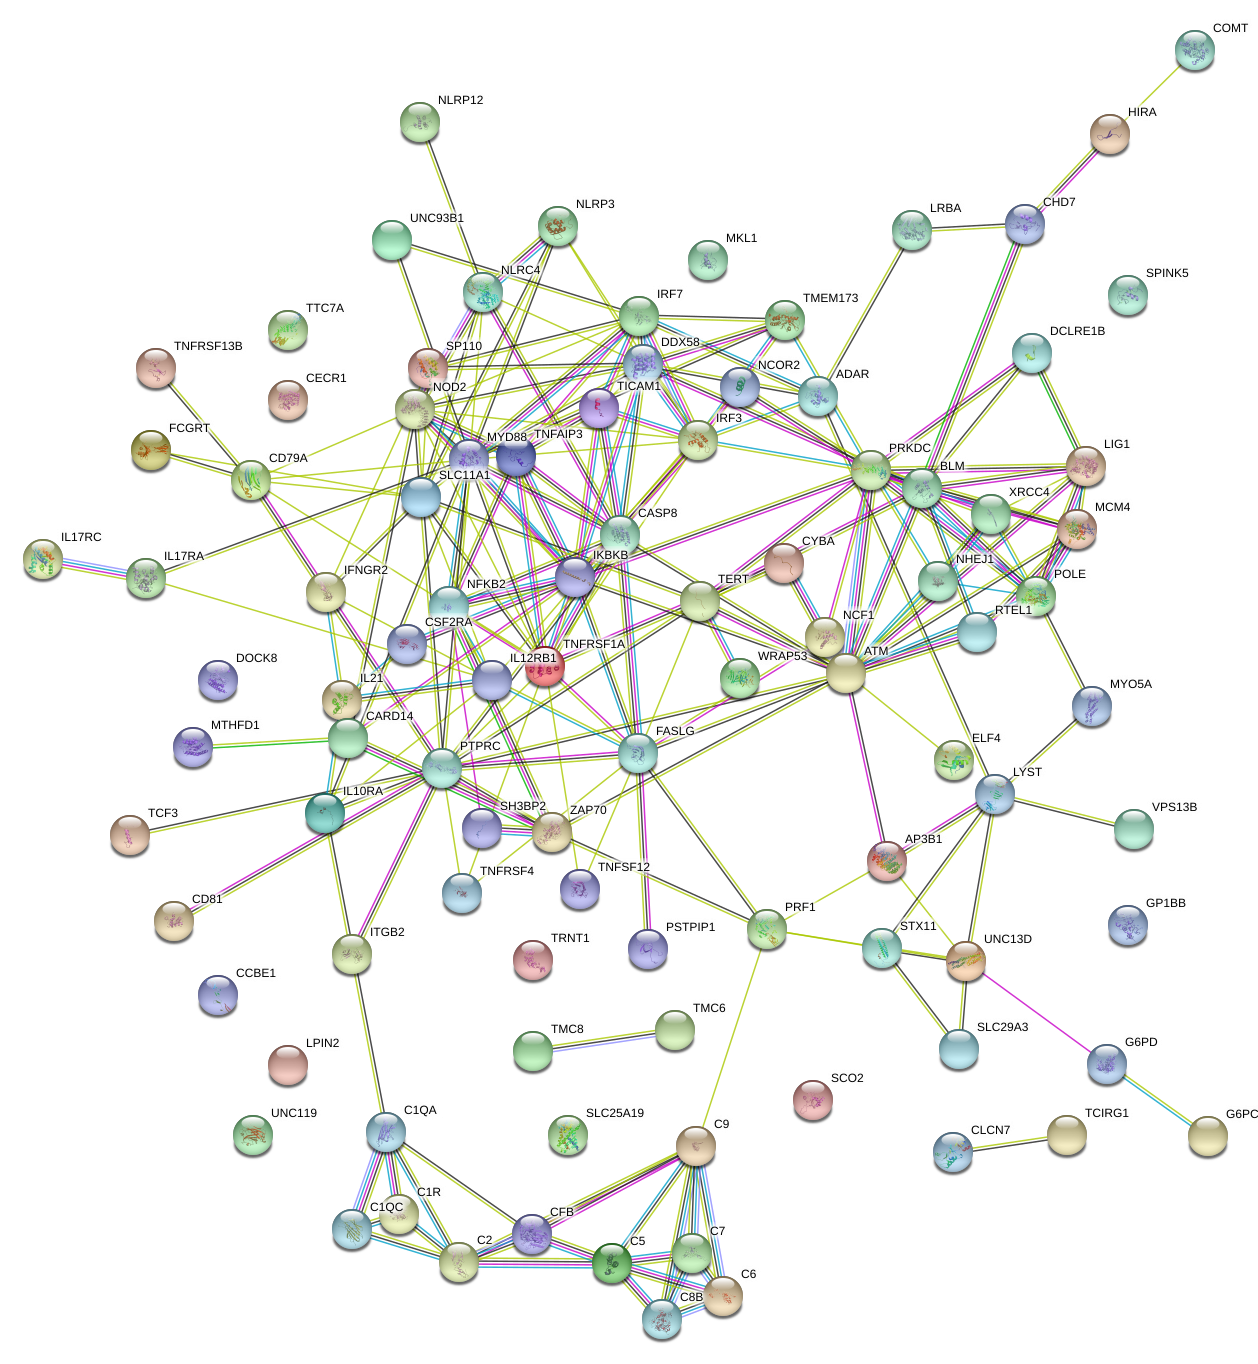 COMT
HIRA
NLRP12
NLRP3
LRBA
CHD7
UNC93B1
MKL1
NLRC4
SPINK5
IRF7
TMEM173
TTC7A
DCLRE1B
SP110
DDX58
TNFRSF13B
NCOR2
ADAR
CECR1
NOD2
TICAM1
IRF3
FCGRT
MYD88
TNFAIP3
PRKDC
LIG1
CD79A
BLM
SLC11A1
XRCC4
MCM4
CASP8
IL17RC
CYBA
IL17RA
IKBKB
NHEJ1
IFNGR2
NFKB2
TERT
POLE
RTEL1
NCF1
CSF2RA
TNFRSF1A
ATM
DOCK8
IL12RB1
WRAP53
IL21
MYO5A
CARD14
MTHFD1
FASLG
ELF4
PTPRC
LYST
IL10RA
SH3BP2
ZAP70
VPS13B
TCF3
AP3B1
TNFRSF4
TNFSF12
CD81
PRF1
GP1BB
ITGB2
PSTPIP1
STX11
TRNT1
UNC13D
CCBE1
TMC6
TMC8
SLC29A3
LPIN2
G6PD
SCO2
C1QA
UNC119
SLC25A19
C9
TCIRG1
G6PC
CLCN7
C1R
C1QC
CFB
C7
C2
C5
C6
C8B